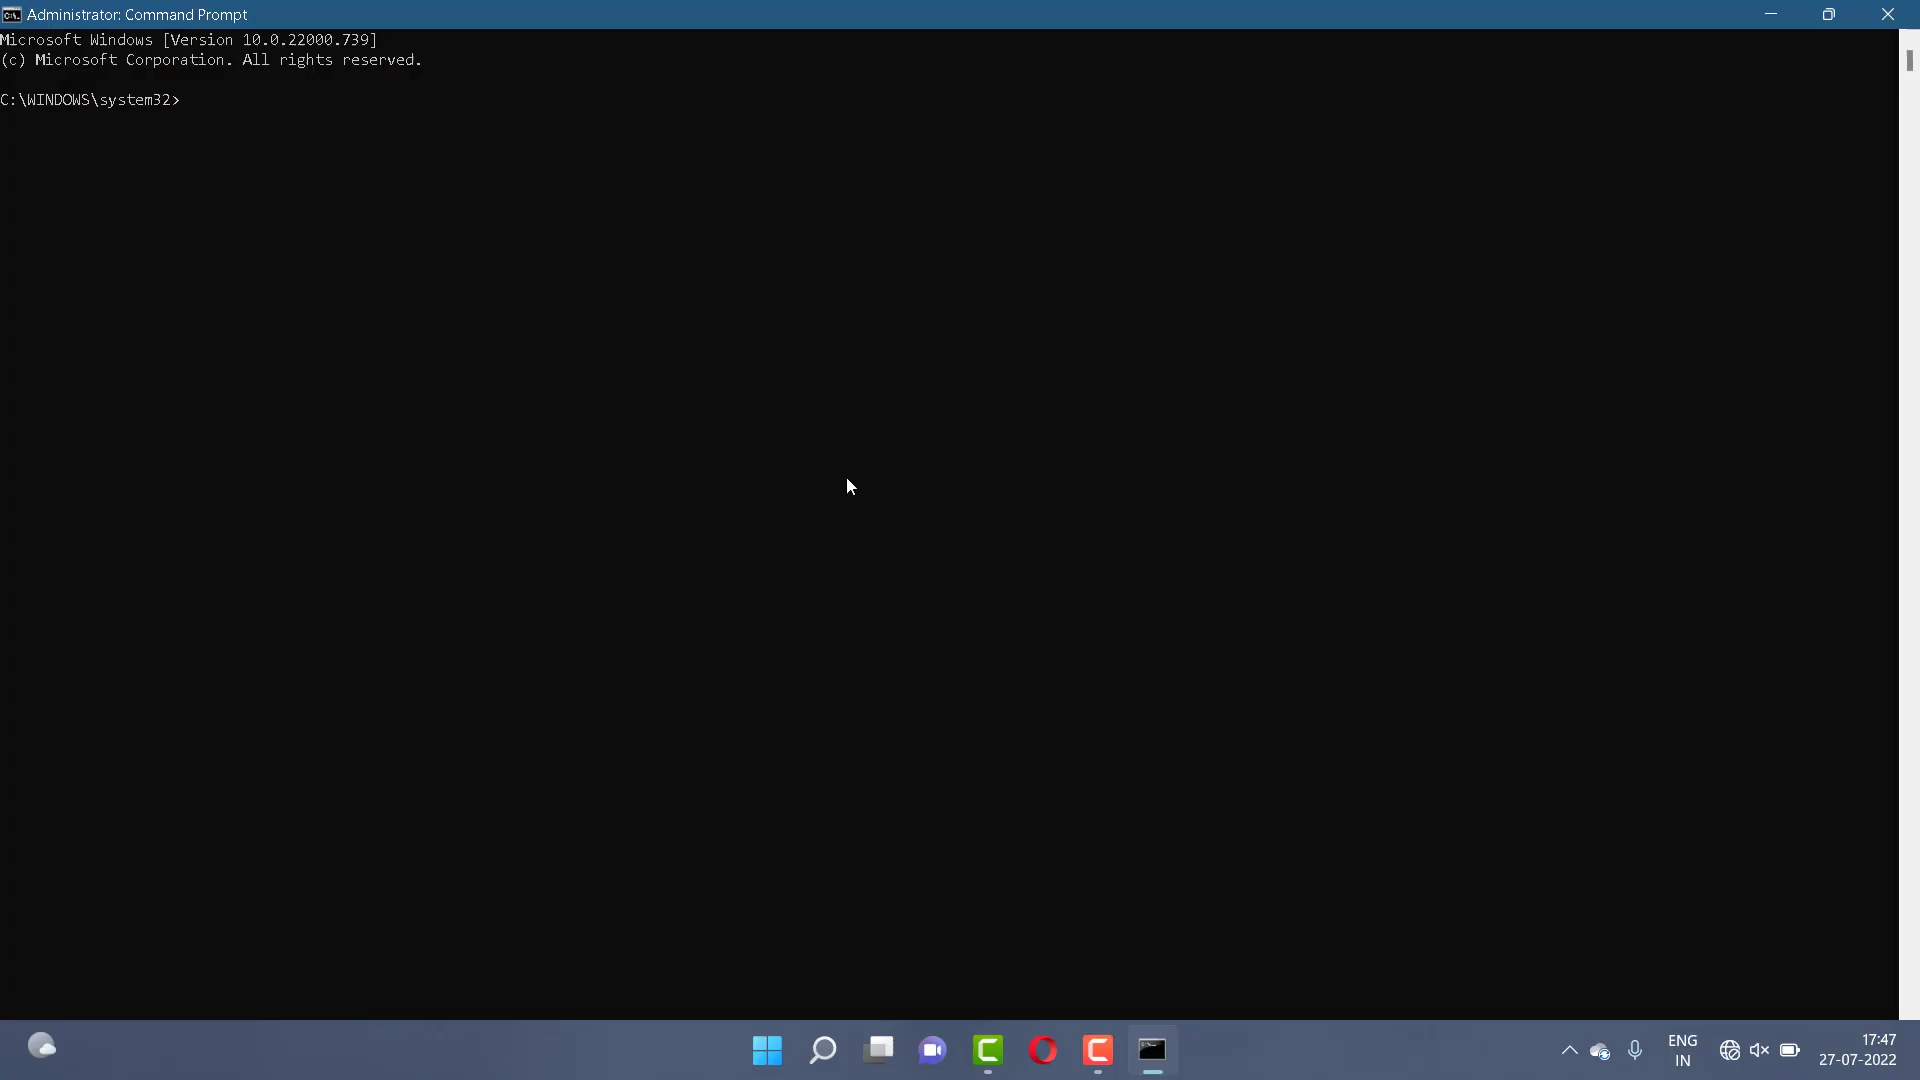 Administrator: Command Prompt
Microsoft Windows [Version 10.0.22000.739]
(c) Microsoft Corporation. All rights reserved.
C:\WINDOWS\system32>
ENG
IN
17:47
27-07-2022